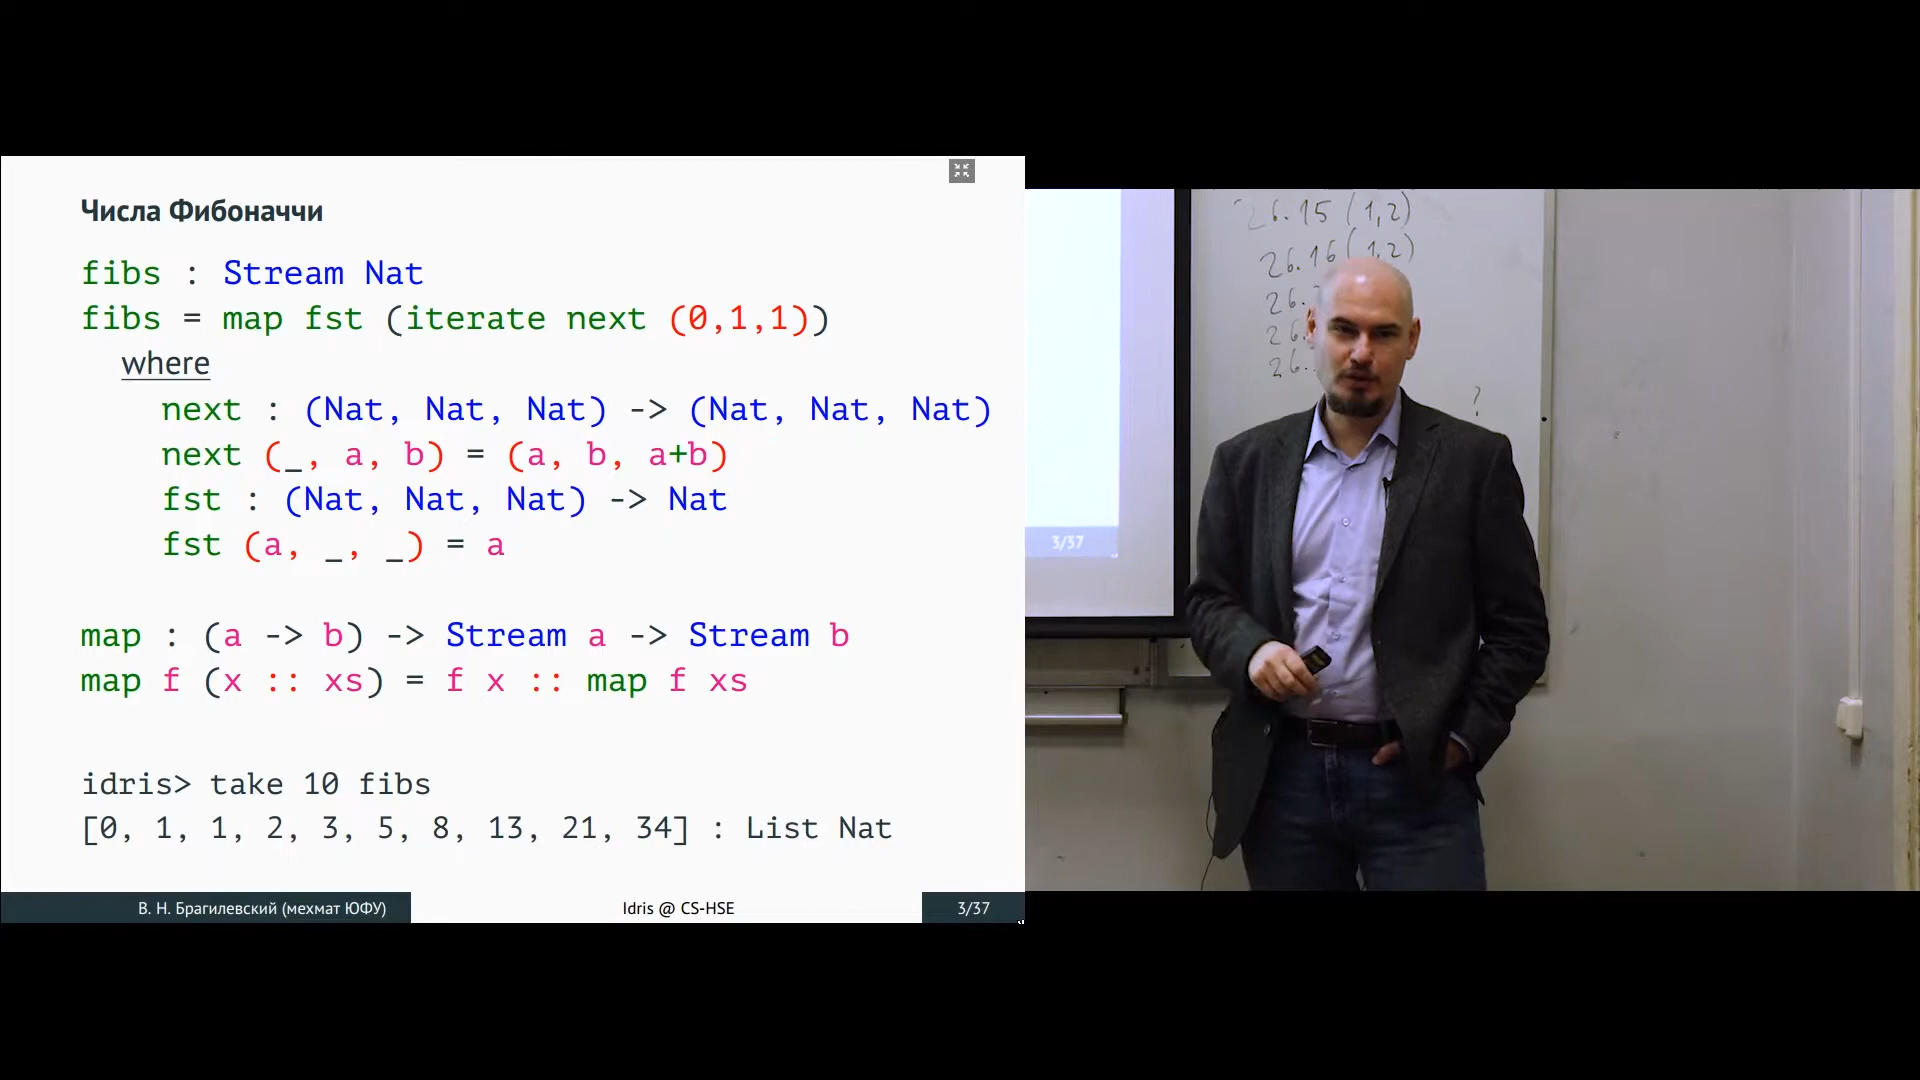 Числа Фибоначчи
fibs : Stream Nat
fibs = map fst (iterate next (0,1,1))
where
next : (Nat, Nat, Nat) -> (Nat, Nat, Nat)
next (_, a, b) = (a, b, a+b)
fst : (Nat, Nat, Nat) -> Nat
fst (a, _, _) = a
map : (a -> b) -> Stream a -> Stream b
map f (x :: xs) = f x :: map f xs
idris> take 10 fibs
[0, 1, 1, 2, 3, 5, 8, 13, 21, 34] : List Nat
В. Н. Брагилевский (мехмат ЮФУ)
Idris @ CS-HSE
3/37
26.15 (1,2)
26.16 (1,2)
26.
26.
26.
?
3/37